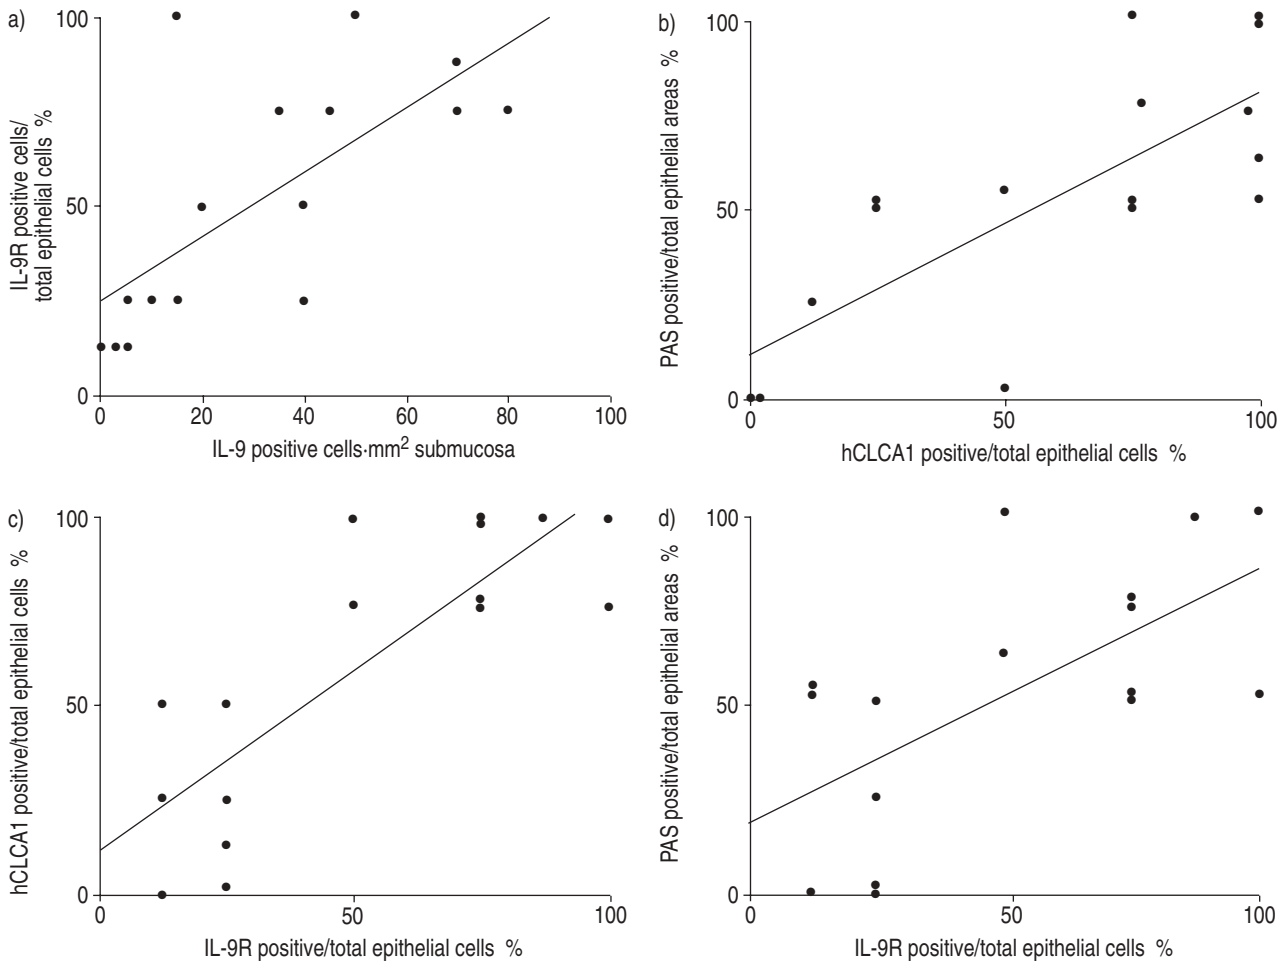 a)
100
50
0
IL-9R positive cells/
total epithelial cells %
0 20 40 60 80 100
IL-9 positive cells·mm² submucosa
b)
100
50
0
PAS positive/total epithelial areas %
0 50 100
hCLCA1 positive/total epithelial cells %
c)
100
50
0
hCLCA1 positive/total epithelial cells %
0 50 100
IL-9R positive/total epithelial cells %
d)
100
50
0
PAS positive/total epithelial areas %
0 50 100
IL-9R positive/total epithelial cells %